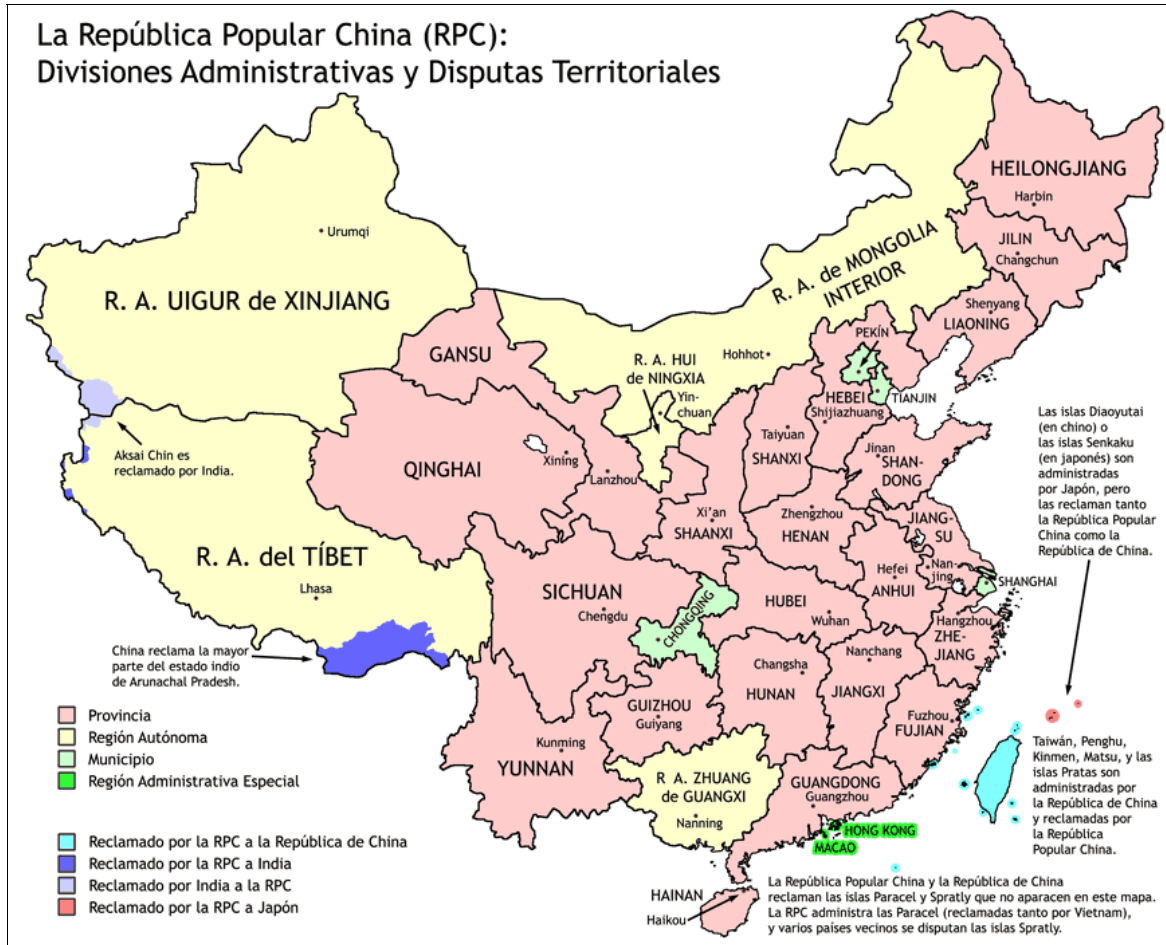 La República Popular China (RPC):
Divisiones Administrativas y Disputas Territoriales
HEILONGJIANG
Harbin
JILIN
Changchun
Shenyang
LIAONING
R. A. de MONGOLIA
INTERIOR
Urumqi
R. A. UIGUR de XINJIANG
GANSU
Hohhot
PEKÍN
R. A. HUI
de NINGXIA
Yin-
chuan
HEBEI
Shijiazhuang
TIANJIN
Aksai Chin es
reclamado por India.
QINGHAI
Xining
Lanzhou
Taiyuan
SHANXI
Jinan
SHAN-
DONG
Las islas Diaoyutai
(en chino) o
las islas Senkaku
(en japonés) son
administradas
por Japón, pero
las reclaman tanto
la República Popular
China como la
República de China.
Xi'an
SHAANXI
Zhengzhou
HENAN
JIANG-
SU
Nan-
jing
Hefei
ANHUI
SHANGHAI
R. A. del TÍBET
Lhasa
SICHUAN
Chengdu
CHONGQING
HUBEI
Wuhan
Hangzhou
ZHE-
JIANG
China reclama la mayor
parte del estado indio
de Arunachal Pradesh.
Changsha
HUNAN
Nanchang
JIANGXI
GUIZHOU
Guiyang
Fuzhou
FUJIAN
Kunming
YUNNAN
R A. ZHUANG
de GUANGXI
Nanning
GUANGDONG
Guangzhou
HONG KONG
MACAO
Taiwán, Penghu,
Kinmen, Matsu, y las
islas Pratas son
administradas por
la República de China
y reclamadas por
la República
Popular China.
HAINAN
Haikou
La República Popular China y la República de China
reclaman las islas Paracel y Spratly que no aparecen en este mapa.
La RPC administra las Paracel (reclamadas tanto por Vietnam),
y varios países vecinos se disputan las islas Spratly.
Provincia
Región Autónoma
Municipio
Región Administrativa Especial
Reclamado por la RPC a la República de China
Reclamado por la RPC a India
Reclamado por India a la RPC
Reclamado por la RPC a Japón